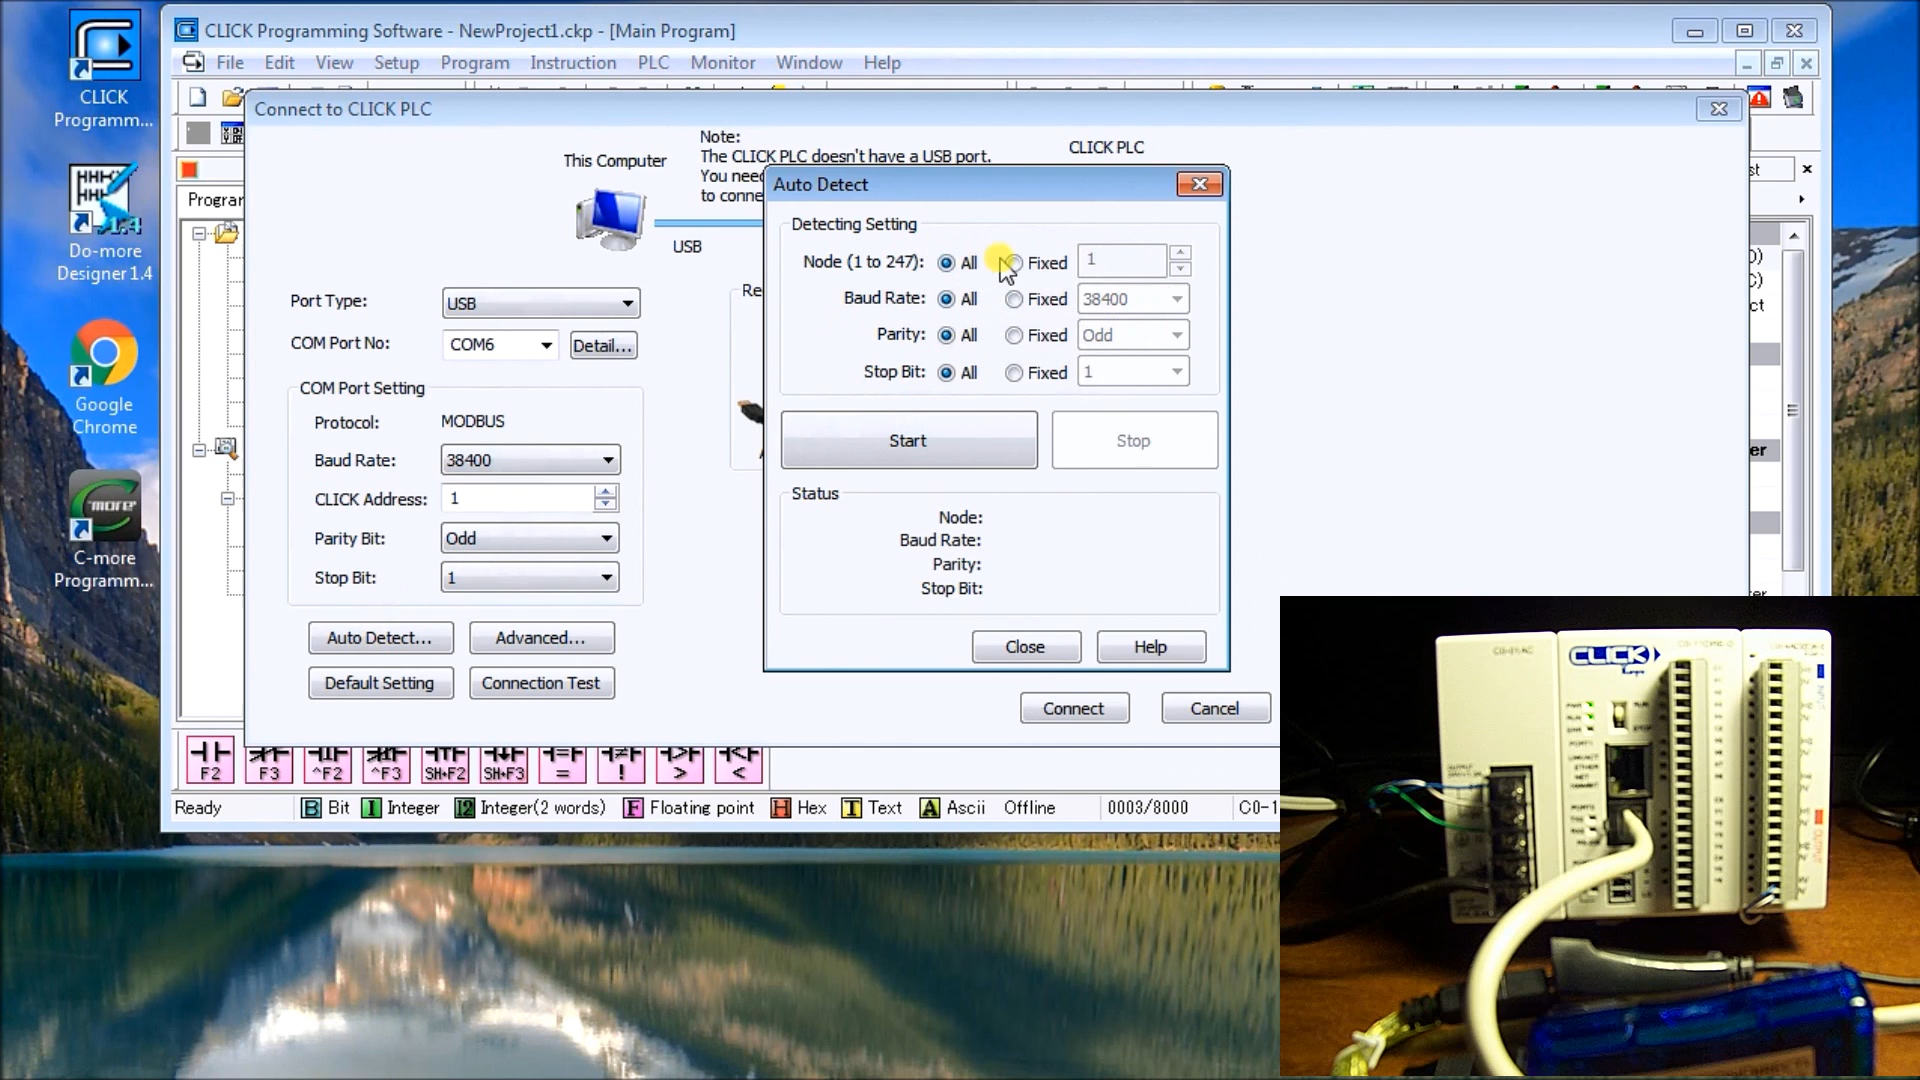 CLICK Programming Software - NewProject1.ckp - [Main Program]
File Edit View Setup Program Instruction PLC Monitor Window Help
CLICK
Programm...
Do-more
Designer 1.4
Google
Chrome
C-more
Programm...
Connect to CLICK PLC
This Computer
Note:
The CLICK PLC doesn't have a USB port.
You need
to conne
CLICK PLC
USB
Port Type: USB
COM Port No: COM6 Detail...
COM Port Setting
Protocol: MODBUS
Baud Rate: 38400
CLICK Address: 1
Parity Bit: Odd
Stop Bit: 1
Auto Detect... Advanced...
Default Setting Connection Test
Auto Detect
Detecting Setting
Node (1 to 247): All Fixed 1
Baud Rate: All Fixed 38400
Parity: All Fixed Odd
Stop Bit: All Fixed 1
Start Stop
Status
Node:
Baud Rate:
Parity:
Stop Bit:
Close Help
Connect Cancel
F2 F3 ^F2 ^F3 SH+F2 SH+F3 = ! > <
Ready B Bit I Integer I2 Integer(2 words) F Floating point H Hex T Text A Ascii Offline 0003/8000 C0-1
CLICK